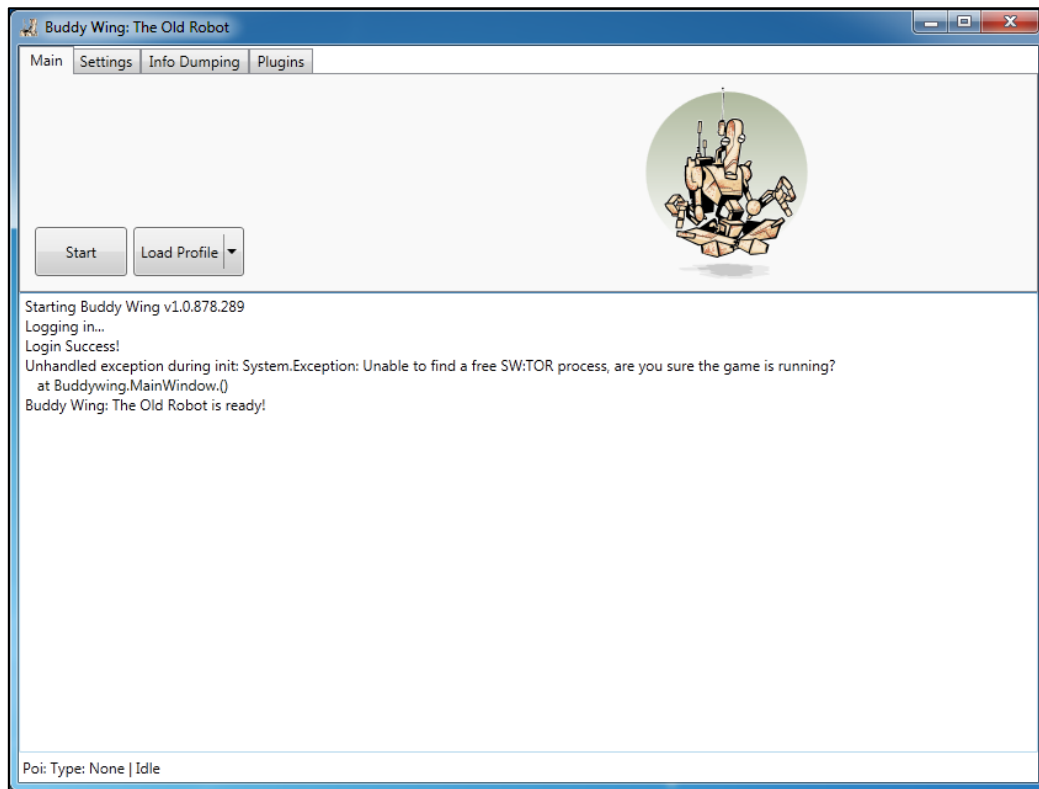 Buddy Wing: The Old Robot
Main Settings Info Dumping Plugins
Start Load Profile
Starting Buddy Wing v1.0.878.289
Logging in...
Login Success!
Unhandled exception during init: System.Exception: Unable to find a free SW:TOR process, are you sure the game is running?
at Buddywing.MainWindow.()
Buddy Wing: The Old Robot is ready!
Poi: Type: None | Idle